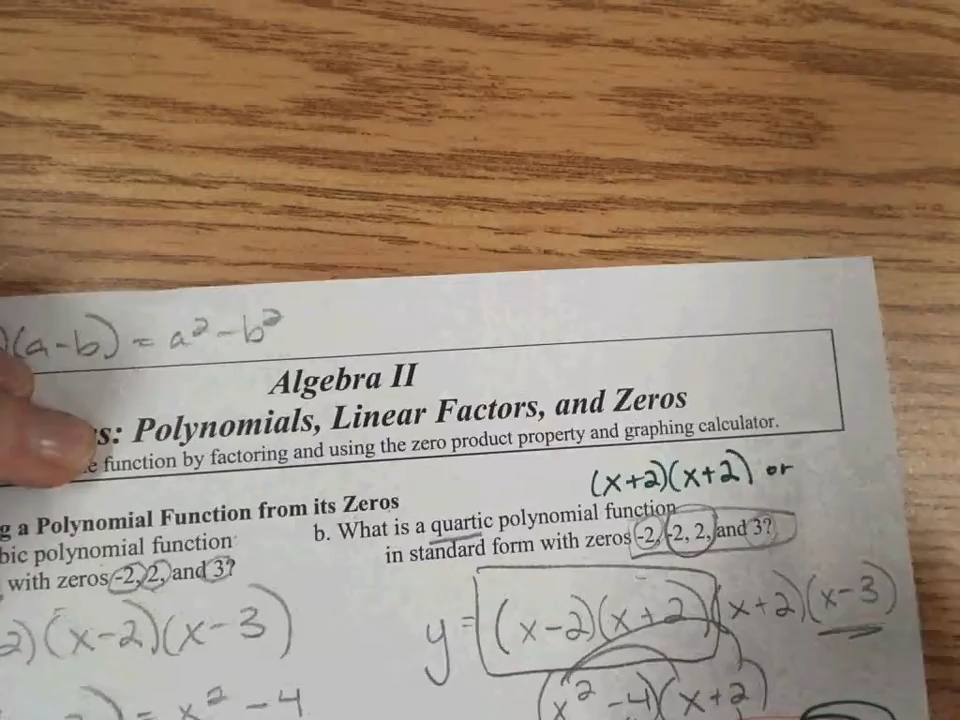 )(a-b) = a² - b²
Algebra II
s: Polynomials, Linear Factors, and Zeros
e function by factoring and using the zero product property and graphing calculator.
(x+2)(x+2) or
g a Polynomial Function from its Zeros
bic polynomial function
with zeros -2, 2, and 3?
b. What is a quartic polynomial function
in standard form with zeros -2, -2, 2, and 3?
2)(x-2)(x-3)
) = x² - 4
y = (x-2)(x+2)(x+2)(x-3)
(x² - 4)(x+2)